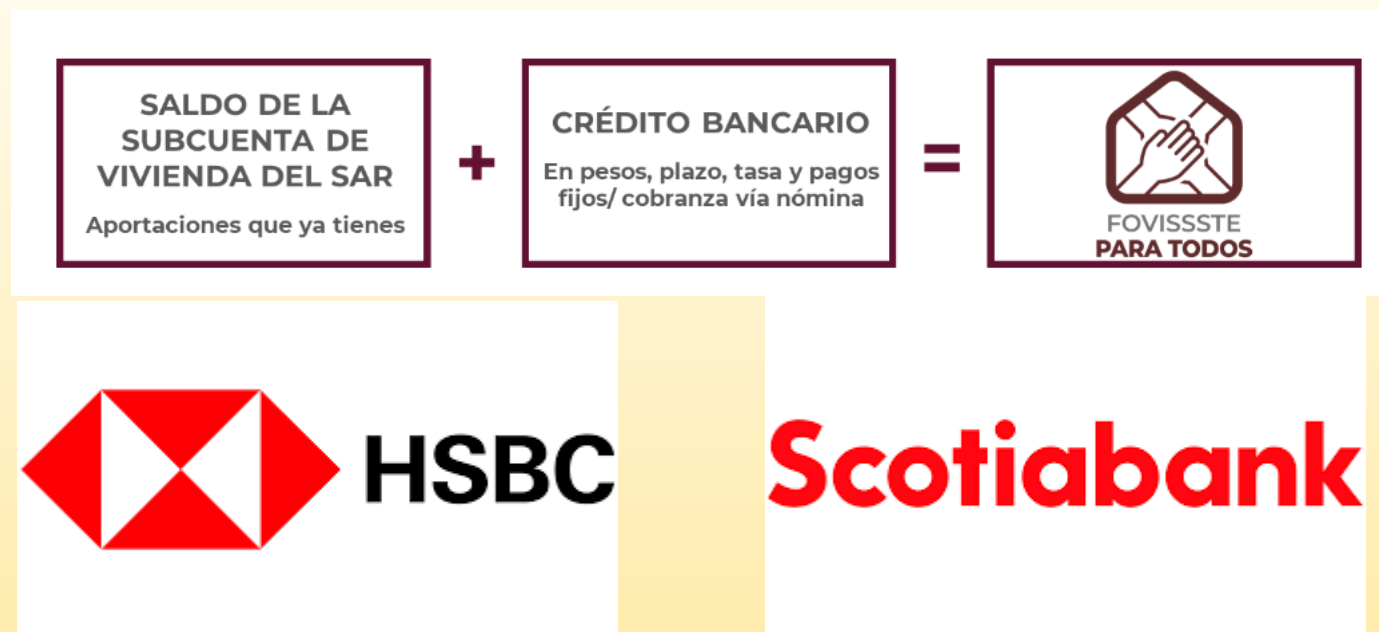 SALDO DE LA
SUBCUENTA DE
VIVIENDA DEL SAR
Aportaciones que ya tienes
+
CRÉDITO BANCARIO
En pesos, plazo, tasa y pagos
fijos/ cobranza vía nómina
=
FOVISSSTE
PARA TODOS
HSBC
Scotiabank